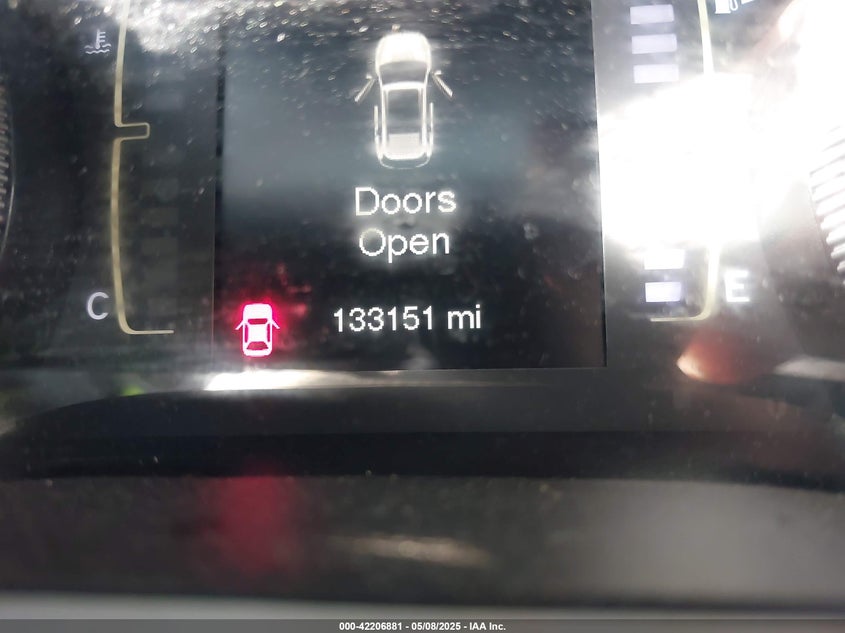 Doors
Open
C
E
133151 mi
000-42206881 - 05/08/2025 - IAA Inc.